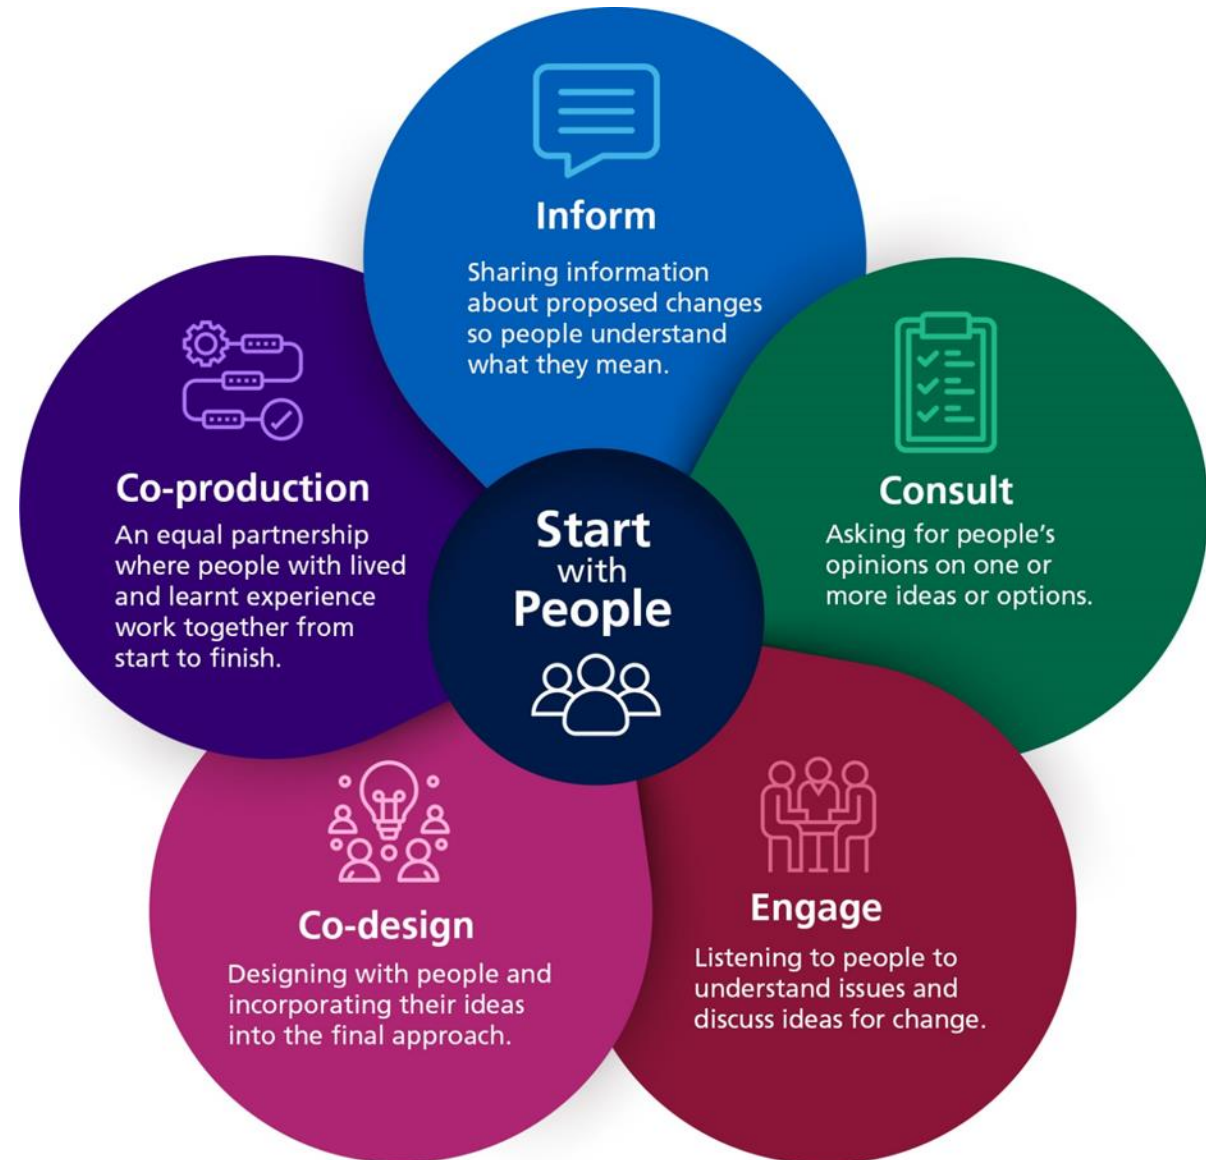 Inform
Sharing information
about proposed changes
so people understand
what they mean.
Consult
Asking for people’s
opinions on one or
more ideas or options.
Engage
Listening to people to
understand issues and
discuss ideas for change.
Co-design
Designing with people and
incorporating their ideas
into the final approach.
Co-production
An equal partnership
where people with lived
and learnt experience
work together from
start to finish.
Start
with
People